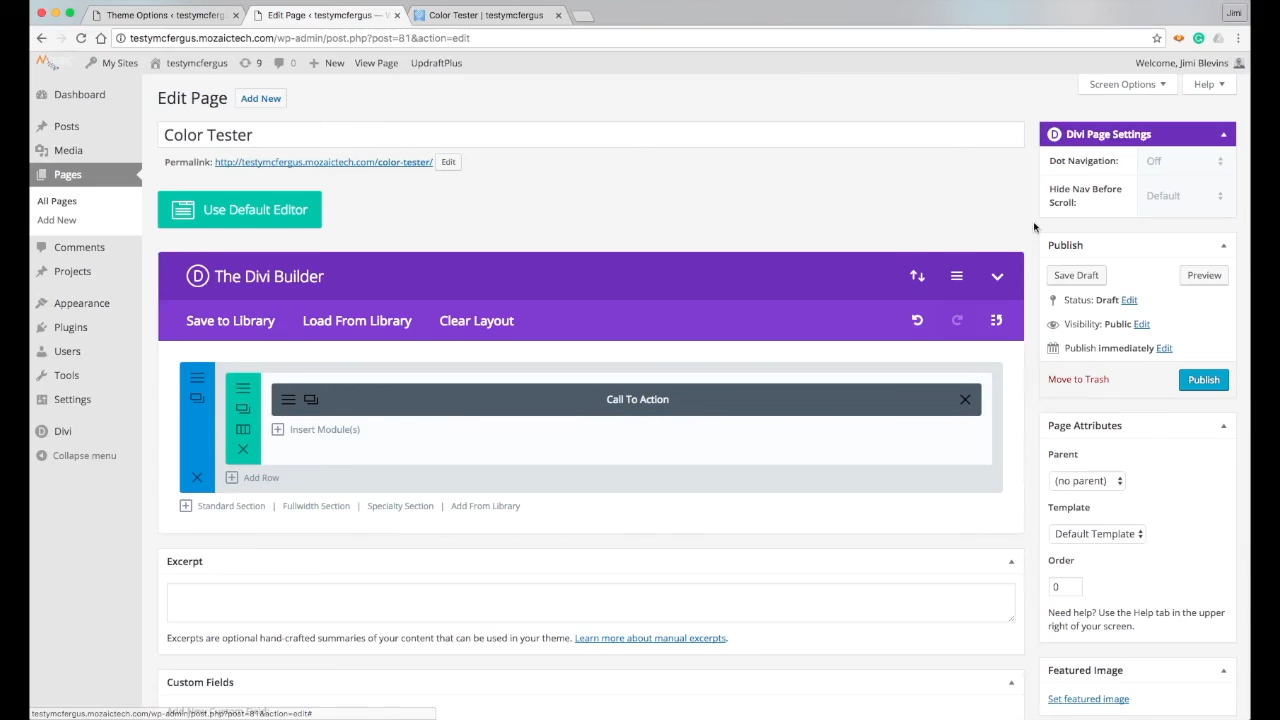 Theme Options ‹ testymcferg
Edit Page ‹ testymcfergus — V
Color Tester | testymcfergus
Jimi
testymcfergus.mozaictech.com/wp-admin/post.php?post=81&action=edit
My Sites
testymcfergus
9
0
New
View Page
UpdraftPlus
Welcome, Jimi Blevins
Screen Options
Help
Dashboard
Posts
Media
Pages
All Pages
Add New
Comments
Projects
Appearance
Plugins
Users
Tools
Settings
Divi
Collapse menu
Edit Page
Add New
Color Tester
Permalink: http://testymcfergus.mozaictech.com/color-tester/ Edit
Use Default Editor
The Divi Builder
Save to Library
Load From Library
Clear Layout
Call To Action
Insert Module(s)
Add Row
Standard Section | Fullwidth Section | Specialty Section | Add From Library
Excerpt
Excerpts are optional hand-crafted summaries of your content that can be used in your theme. Learn more about manual excerpts.
Custom Fields
Divi Page Settings
Dot Navigation: Off
Hide Nav Before
Scroll:
Default
Publish
Save Draft
Preview
Status: Draft Edit
Visibility: Public Edit
Publish immediately Edit
Move to Trash
Publish
Page Attributes
Parent
(no parent)
Template
Default Template
Order
0
Need help? Use the Help tab in the upper
right of your screen.
Featured Image
Set featured image
testymcfergus.mozaictech.com/wp-admin/post.php?post=81&action=edit#